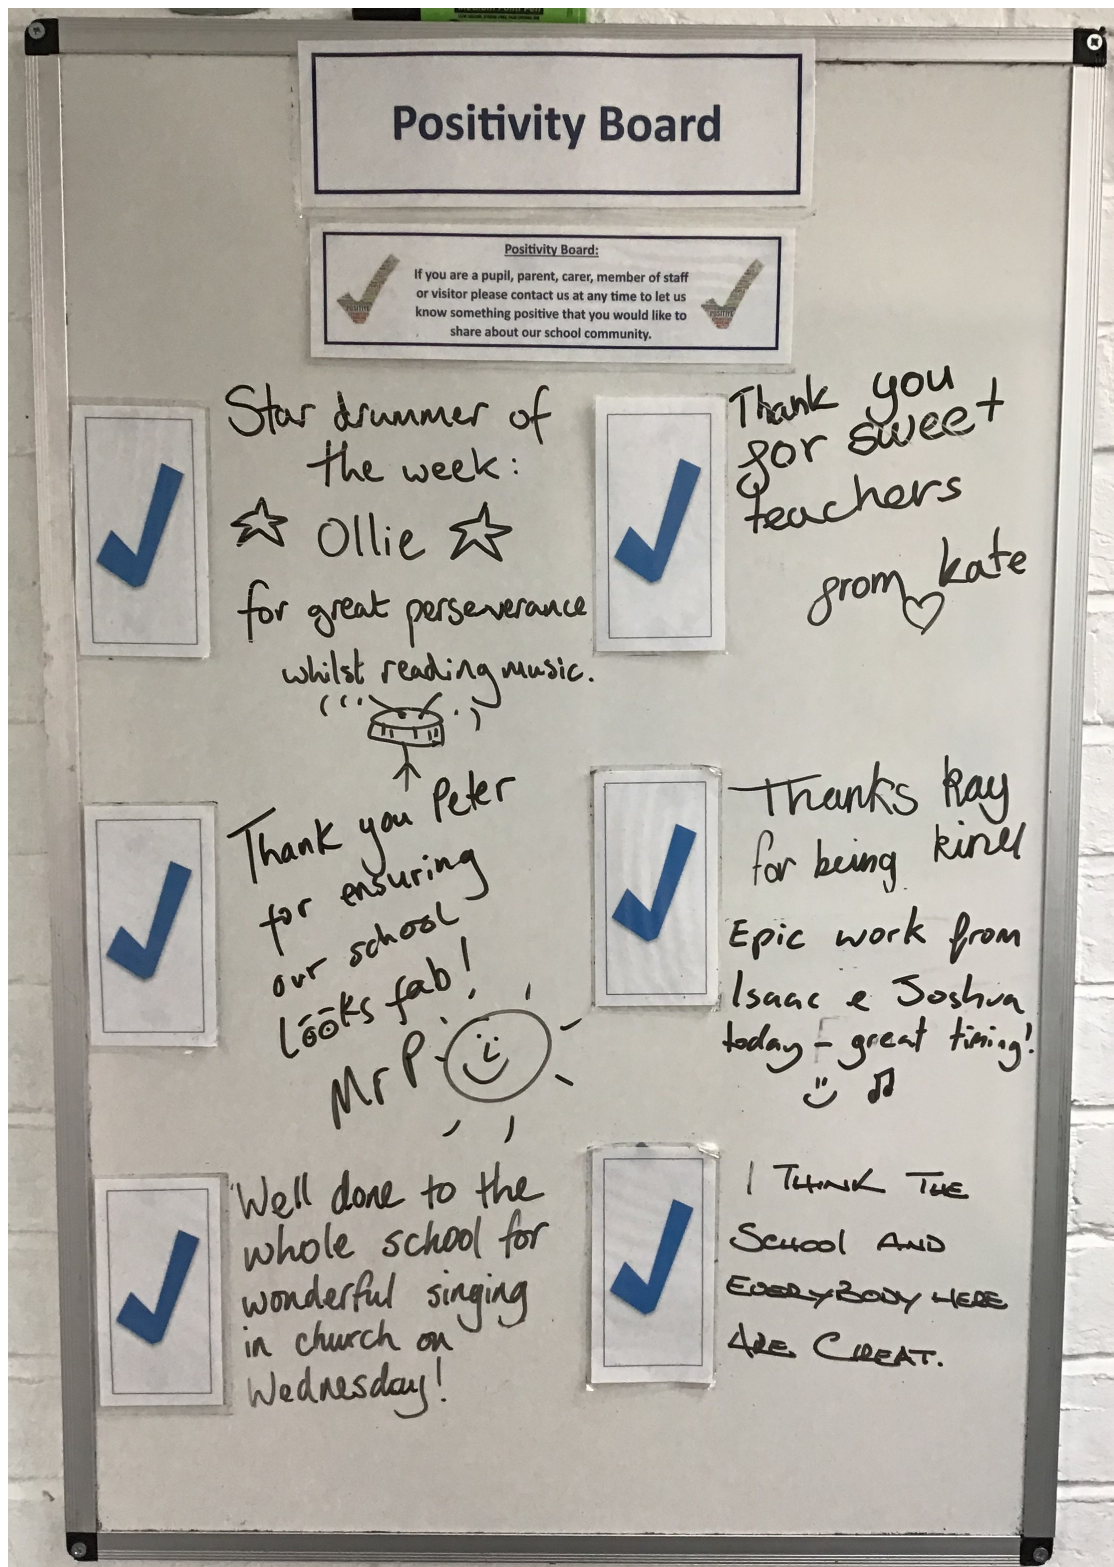 Positivity Board
Positivity Board:
If you are a pupil, parent, carer, member of staff
or visitor please contact us at any time to let us
know something positive that you would like to
share about our school community.
Star drummer of
the week:
Ollie
for great perseverance
whilst reading music.
Thank you
for sweet
teachers
from kate
Thank you Peter
for ensuring
our school
looks fab!
Mr P.
Thanks Kay
for being kind
Epic work from
Isaac & Joshua
today - great timing!
Well done to the
whole school for
wonderful singing
in church on
Wednesday!
I THINK THE
SCHOOL AND
EVERYBODY HERE
ARE GREAT.